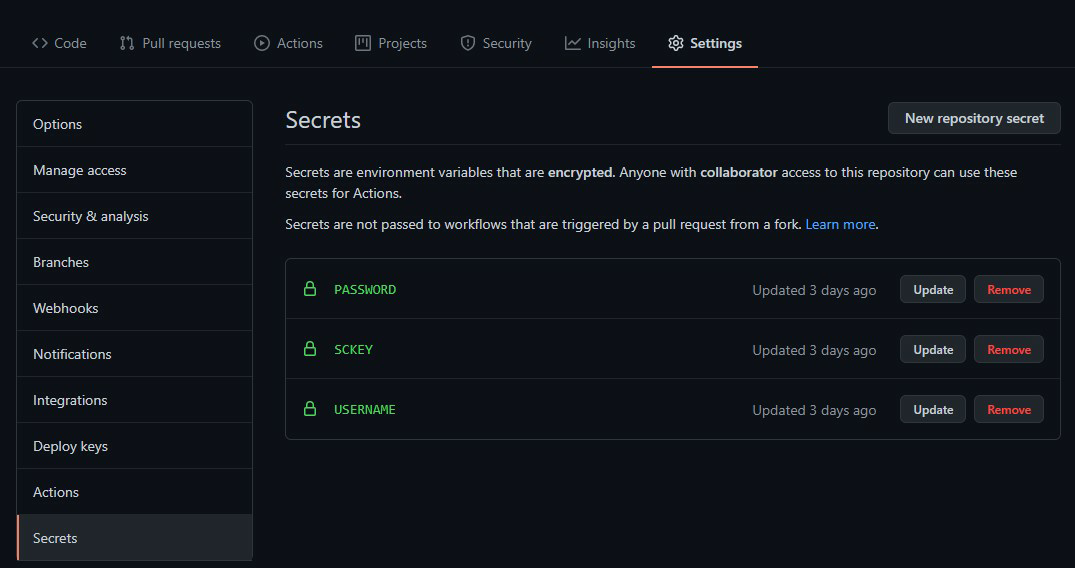 Code Pull requests Actions Projects Security Insights Settings
Options
Manage access
Security & analysis
Branches
Webhooks
Notifications
Integrations
Deploy keys
Actions
Secrets
Secrets New repository secret
Secrets are environment variables that are encrypted. Anyone with collaborator access to this repository can use these
secrets for Actions.
Secrets are not passed to workflows that are triggered by a pull request from a fork. Learn more.
PASSWORD Updated 3 days ago Update Remove
SCKEY Updated 3 days ago Update Remove
USERNAME Updated 3 days ago Update Remove